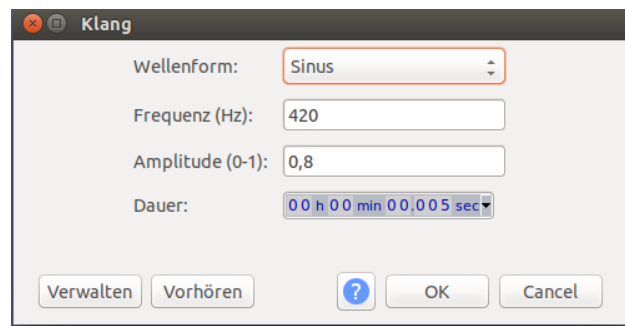 Klang
Wellenform: Sinus
Frequenz (Hz): 420
Amplitude (0-1): 0,8
Dauer: 00 h 00 min 00.005 sec
Verwalten Vorhören ? OK Cancel